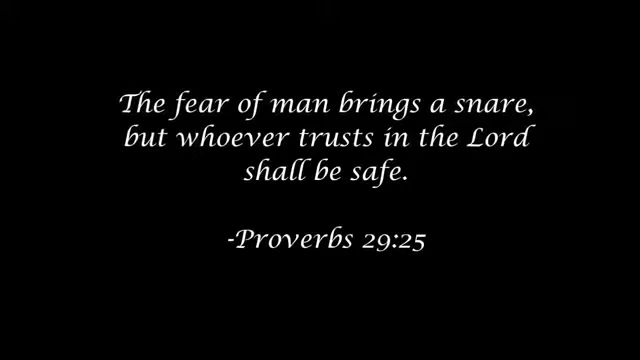 The fear of man brings a snare,
but whoever trusts in the Lord
shall be safe.
-Proverbs 29:25